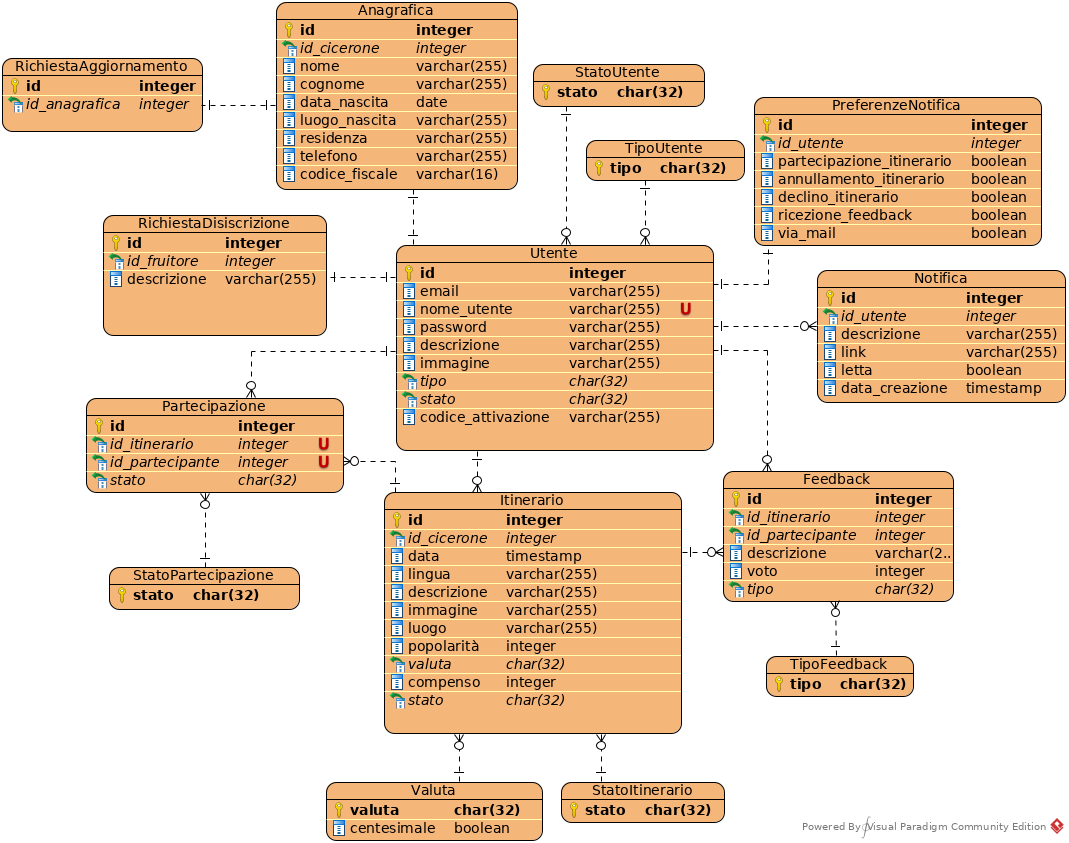 Anagrafica
id integer
id_cicerone integer
nome varchar(255)
cognome varchar(255)
data_nascita date
luogo_nascita varchar(255)
residenza varchar(255)
telefono varchar(255)
codice_fiscale varchar(16)
RichiestaAggiornamento
id integer
id_anagrafica integer
StatoUtente
stato char(32)
TipoUtente
tipo char(32)
PreferenzeNotifica
id integer
id_utente integer
partecipazione_itinerario boolean
annullamento_itinerario boolean
declino_itinerario boolean
ricezione_feedback boolean
via_mail boolean
RichiestaDisiscrizione
id integer
id_fruitore integer
descrizione varchar(255)
Utente
id integer
email varchar(255)
nome_utente varchar(255) U
password varchar(255)
descrizione varchar(255)
immagine varchar(255)
tipo char(32)
stato char(32)
codice_attivazione varchar(255)
Notifica
id integer
id_utente integer
descrizione varchar(255)
link varchar(255)
letta boolean
data_creazione timestamp
Partecipazione
id integer
id_itinerario integer U
id_partecipante integer U
stato char(32)
Feedback
id integer
id_itinerario integer
id_partecipante integer
descrizione varchar(2..
voto integer
tipo char(32)
Itinerario
id integer
id_cicerone integer
data timestamp
lingua varchar(255)
descrizione varchar(255)
immagine varchar(255)
luogo varchar(255)
popolarità integer
valuta char(32)
compenso integer
stato char(32)
StatoPartecipazione
stato char(32)
TipoFeedback
tipo char(32)
Valuta
valuta char(32)
centesimale boolean
StatoItinerario
stato char(32)
Powered By Visual Paradigm Community Edition